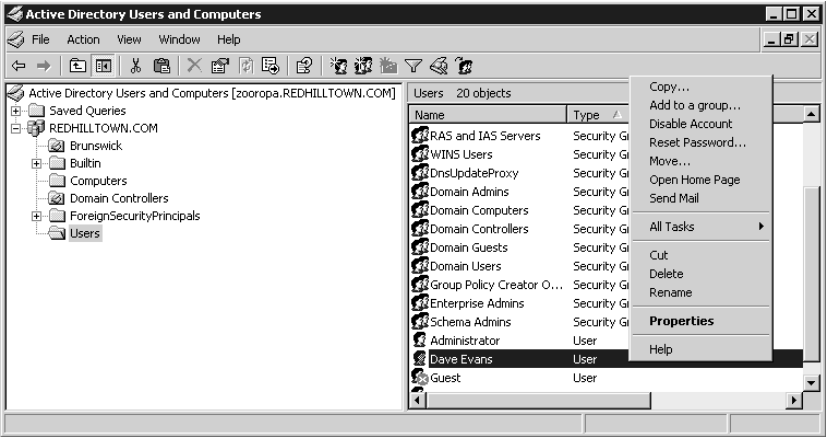 Active Directory Users and Computers
File Action View Window Help
Active Directory Users and Computers [zooropa.REDHILLTOWN.COM]
Saved Queries
REDHILLTOWN.COM
Brunswick
Builtin
Computers
Domain Controllers
ForeignSecurityPrincipals
Users
Users 20 objects
Name Type
RAS and IAS Servers Security Gr
WINS Users Security Gr
DnsUpdateProxy Security Gr
Domain Admins Security Gr
Domain Computers Security Gr
Domain Controllers Security Gr
Domain Guests Security Gr
Domain Users Security Gr
Group Policy Creator O... Security Gr
Enterprise Admins Security Gr
Schema Admins Security Gr
Administrator User
Dave Evans User
Guest User
Copy...
Add to a group...
Disable Account
Reset Password...
Move...
Open Home Page
Send Mail
All Tasks
Cut
Delete
Rename
Properties
Help